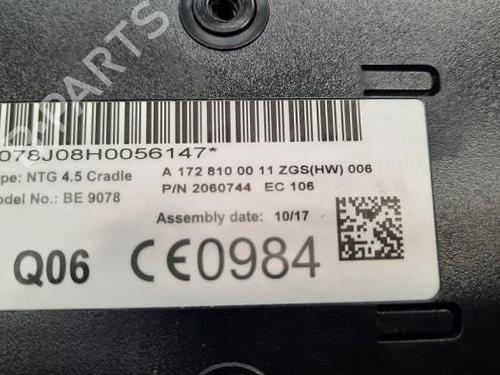 078J08H0056147*
pe: NTG 4.5 Cradle
A 172 810 00 11 ZGS(HW) 006
odel No.: BE 9078
P/N 2060744 EC 106
Assembly date: 10/17
Q06 CE0984
B-PARTS